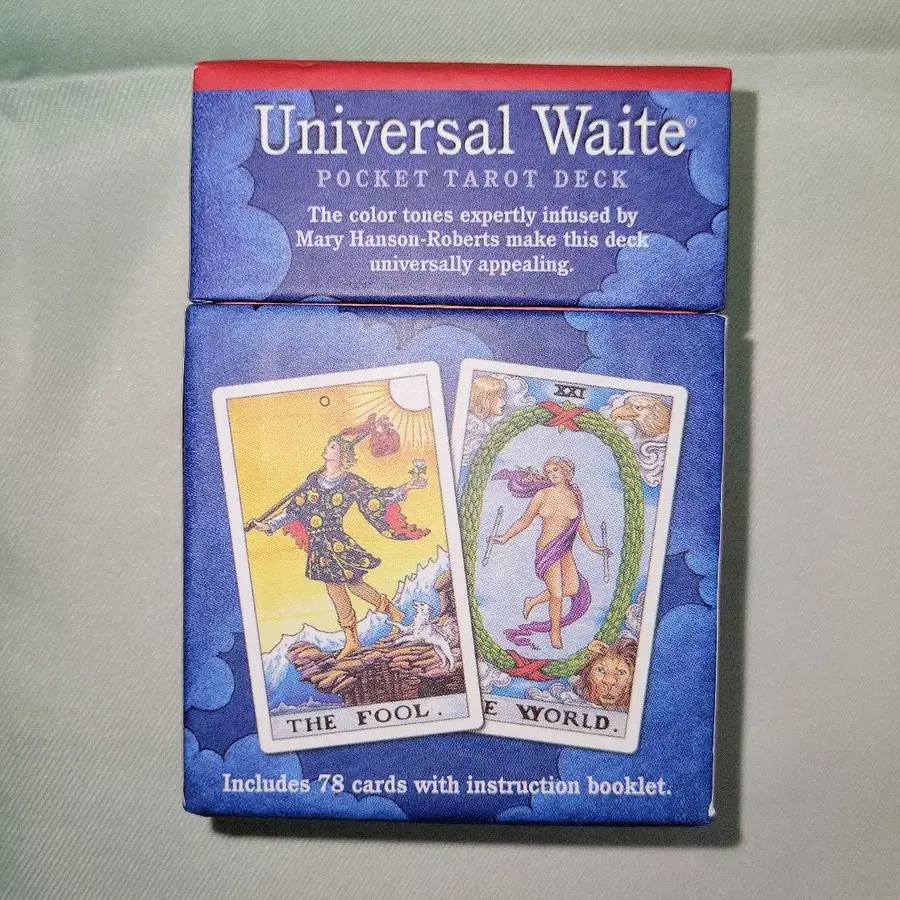 Universal Waite®
POCKET TAROT DECK
The color tones expertly infused by
Mary Hanson-Roberts make this deck
universally appealing.
0
XXI
THE FOOL.
E WORLD.
Includes 78 cards with instruction booklet.